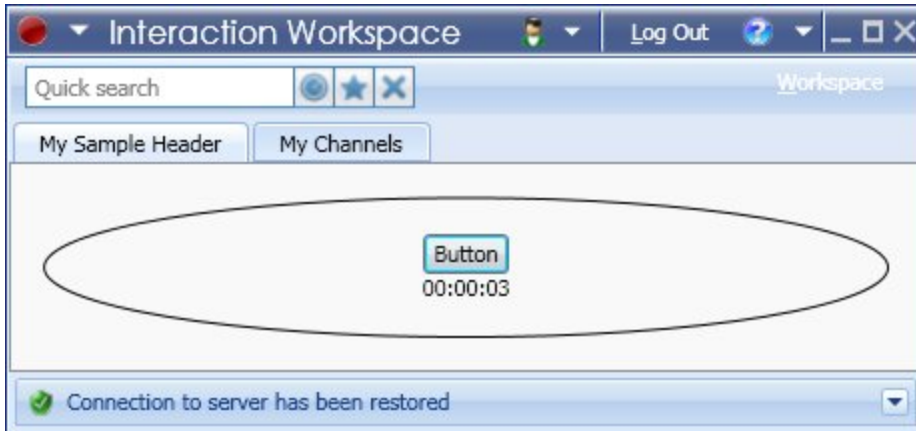 Interaction Workspace Log Out
Quick search Workspace
My Sample Header My Channels
Button
00:00:03
Connection to server has been restored